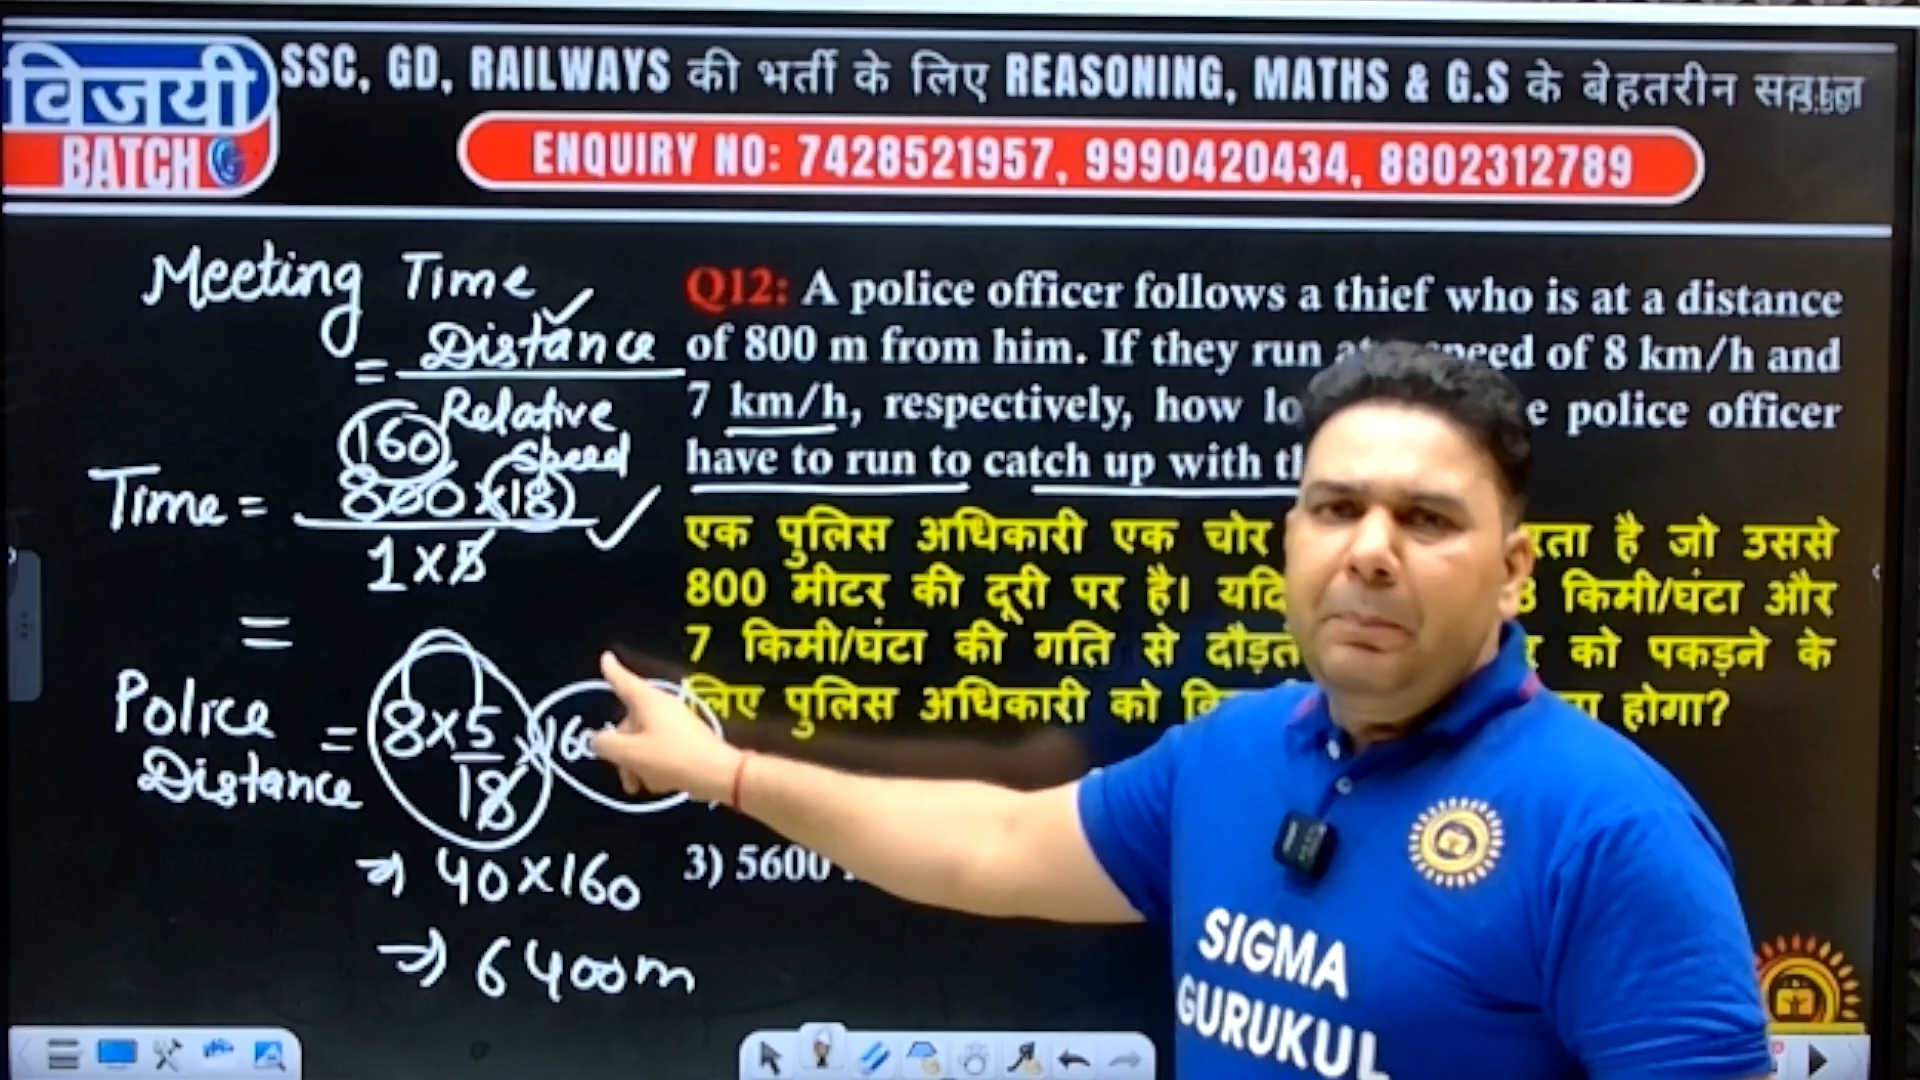 विजयी
BATCH
SSC, GD, RAILWAYS की भर्ती के लिए REASONING, MATHS & G.S के बेहतरीन सवाल
ENQUIRY NO: 7428521957, 9990420434, 8802312789
Meeting Time
= Distance
Relative
Speed
160
Time = 800 × 18
1 × 5
=
Police
Distance
= 8 × 5
18
× 160
⇒ 40×160
⇒ 6400m
Q12: A police officer follows a thief who is at a distance
of 800 m from him. If they run speed of 8 km/h and
7 km/h, respectively, how police officer
have to run to catch up with
एक पुलिस अधिकारी एक चोर है जो उससे
800 मीटर की दूरी पर है। यदि 8 किमी/घंटा और
7 किमी/घंटा की गति से को पकड़ने के
लिए पुलिस अधिकारी को होगा?
3) 5600
SIGMA
GURUKUL